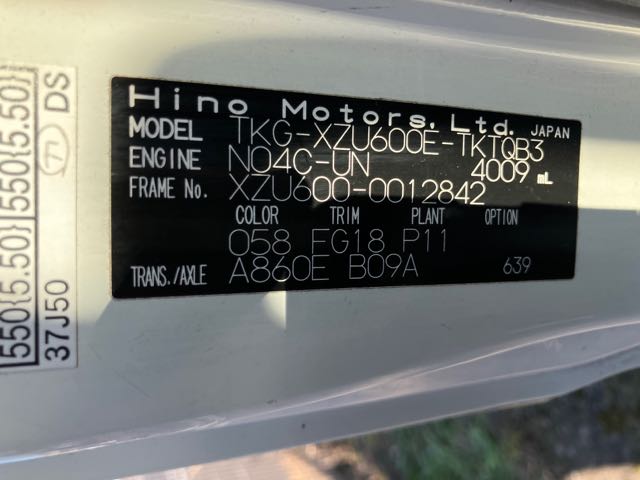 Hino Motors, Ltd. JAPAN
MODEL TKG-XZU600E-TKTQB3
ENGINE N04C-UN 4009 mL
FRAME No. XZU600-0012842
COLOR TRIM PLANT OPTION
058 FG18 P11
TRANS./AXLE A860E B09A 639
550{5.50} 550{5.50}
37J50 71 DS